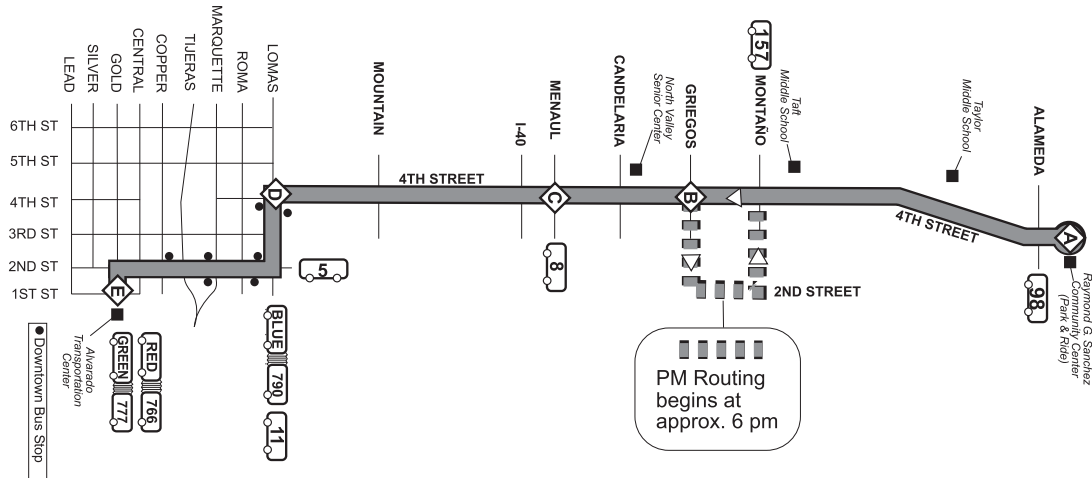 LEAD
SILVER
GOLD
CENTRAL
COPPER
TIJERAS
MARQUETTE
ROMA
LOMAS
MOUNTAIN
I-40
MENAUL
CANDELARIA
North Valley
Senior Center
GRIEGOS
157
MONTAÑO
Taft
Middle School
Taylor
Middle School
ALAMEDA
6TH ST
5TH ST
4TH ST
3RD ST
2ND ST
1ST ST
4TH STREET
4TH STREET
A
B
C
D
E
2ND STREET
5
8
98
Raymond G. Sanchez
Community Center
(Park & Ride)
Alvarado
Transportation
Center
GREEN 777
RED 766
BLUE 790
11
Downtown Bus Stop
PM Routing
begins at
approx. 6 pm